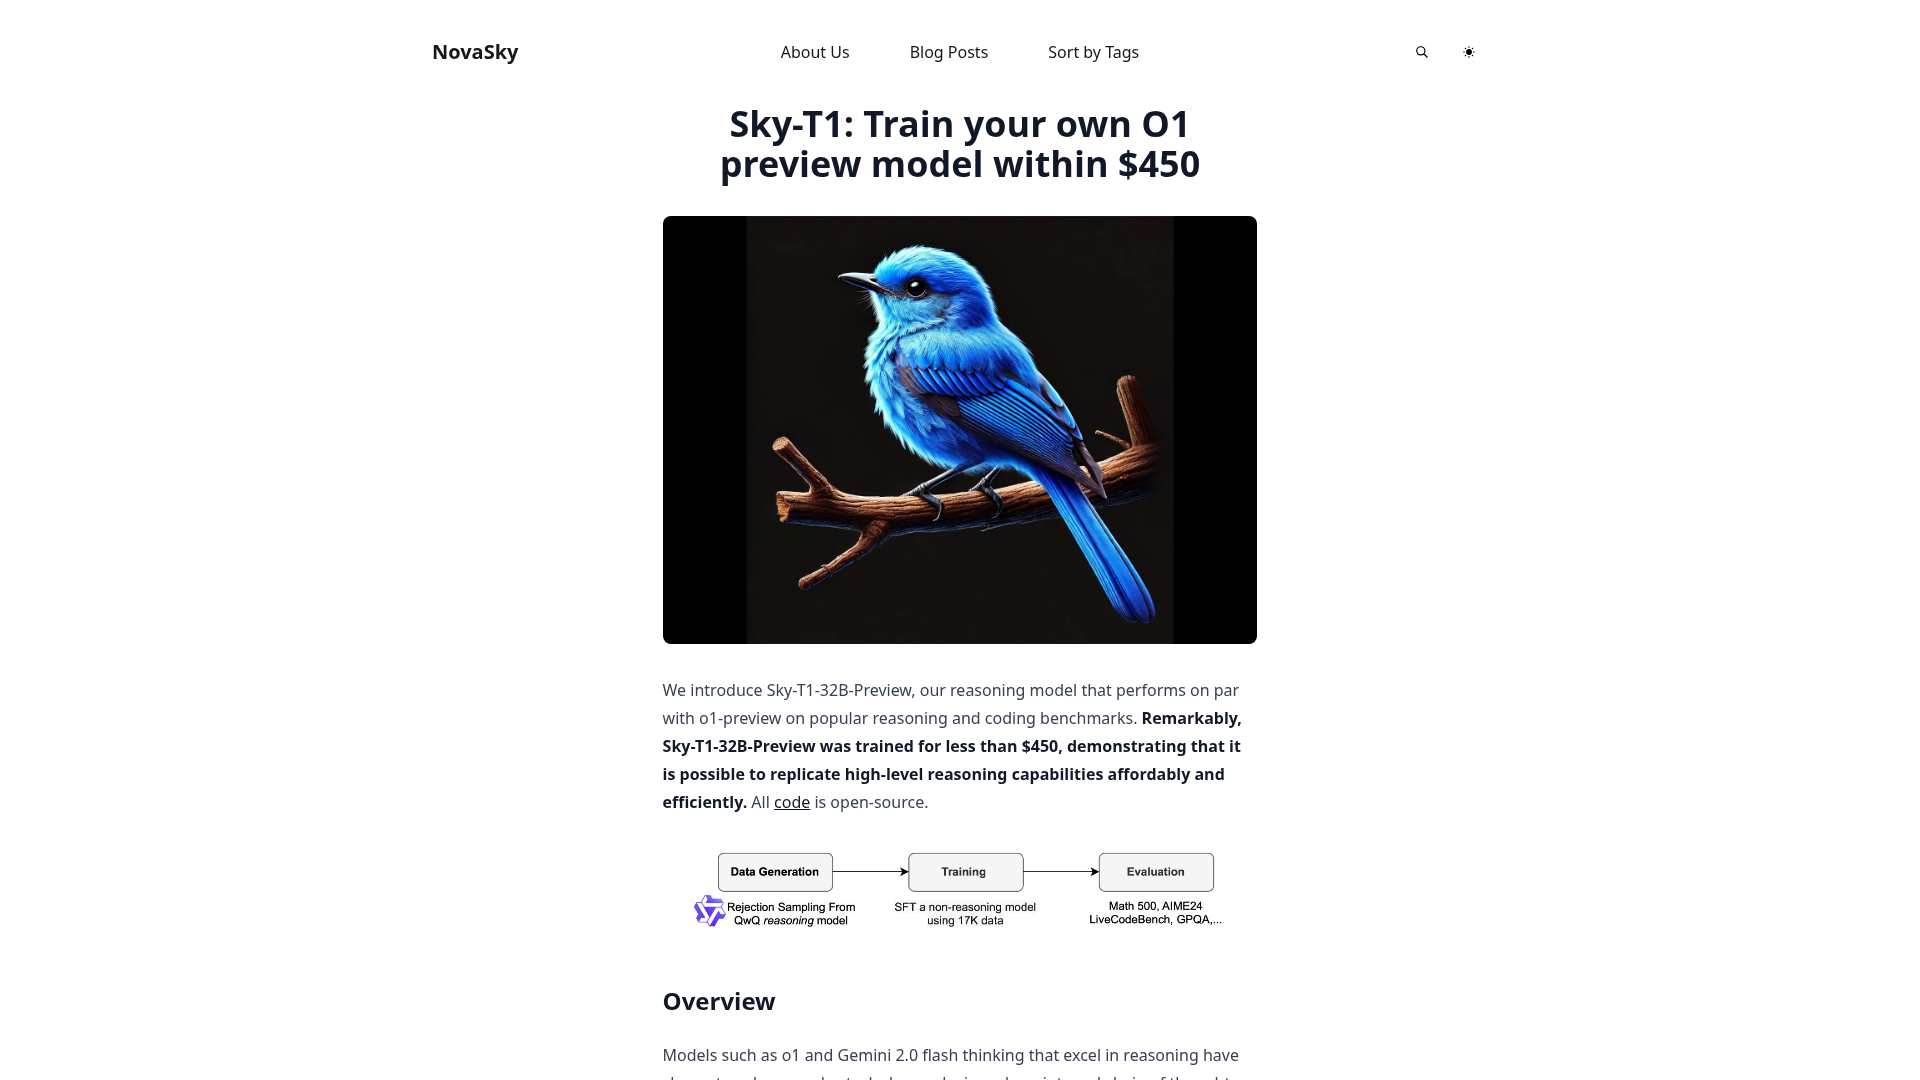 NovaSky
About Us
Blog Posts
Sort by Tags
Sky-T1: Train your own O1
preview model within $450
We introduce Sky-T1-32B-Preview, our reasoning model that performs on par
with o1-preview on popular reasoning and coding benchmarks. Remarkably,
Sky-T1-32B-Preview was trained for less than $450, demonstrating that it
is possible to replicate high-level reasoning capabilities affordably and
efficiently. All code is open-source.
Data Generation
Rejection Sampling From
QwQ reasoning model
Training
SFT a non-reasoning model
using 17K data
Evaluation
Math 500, AIME24
LiveCodeBench, GPQA,...
Overview
Models such as o1 and Gemini 2.0 flash thinking that excel in reasoning have